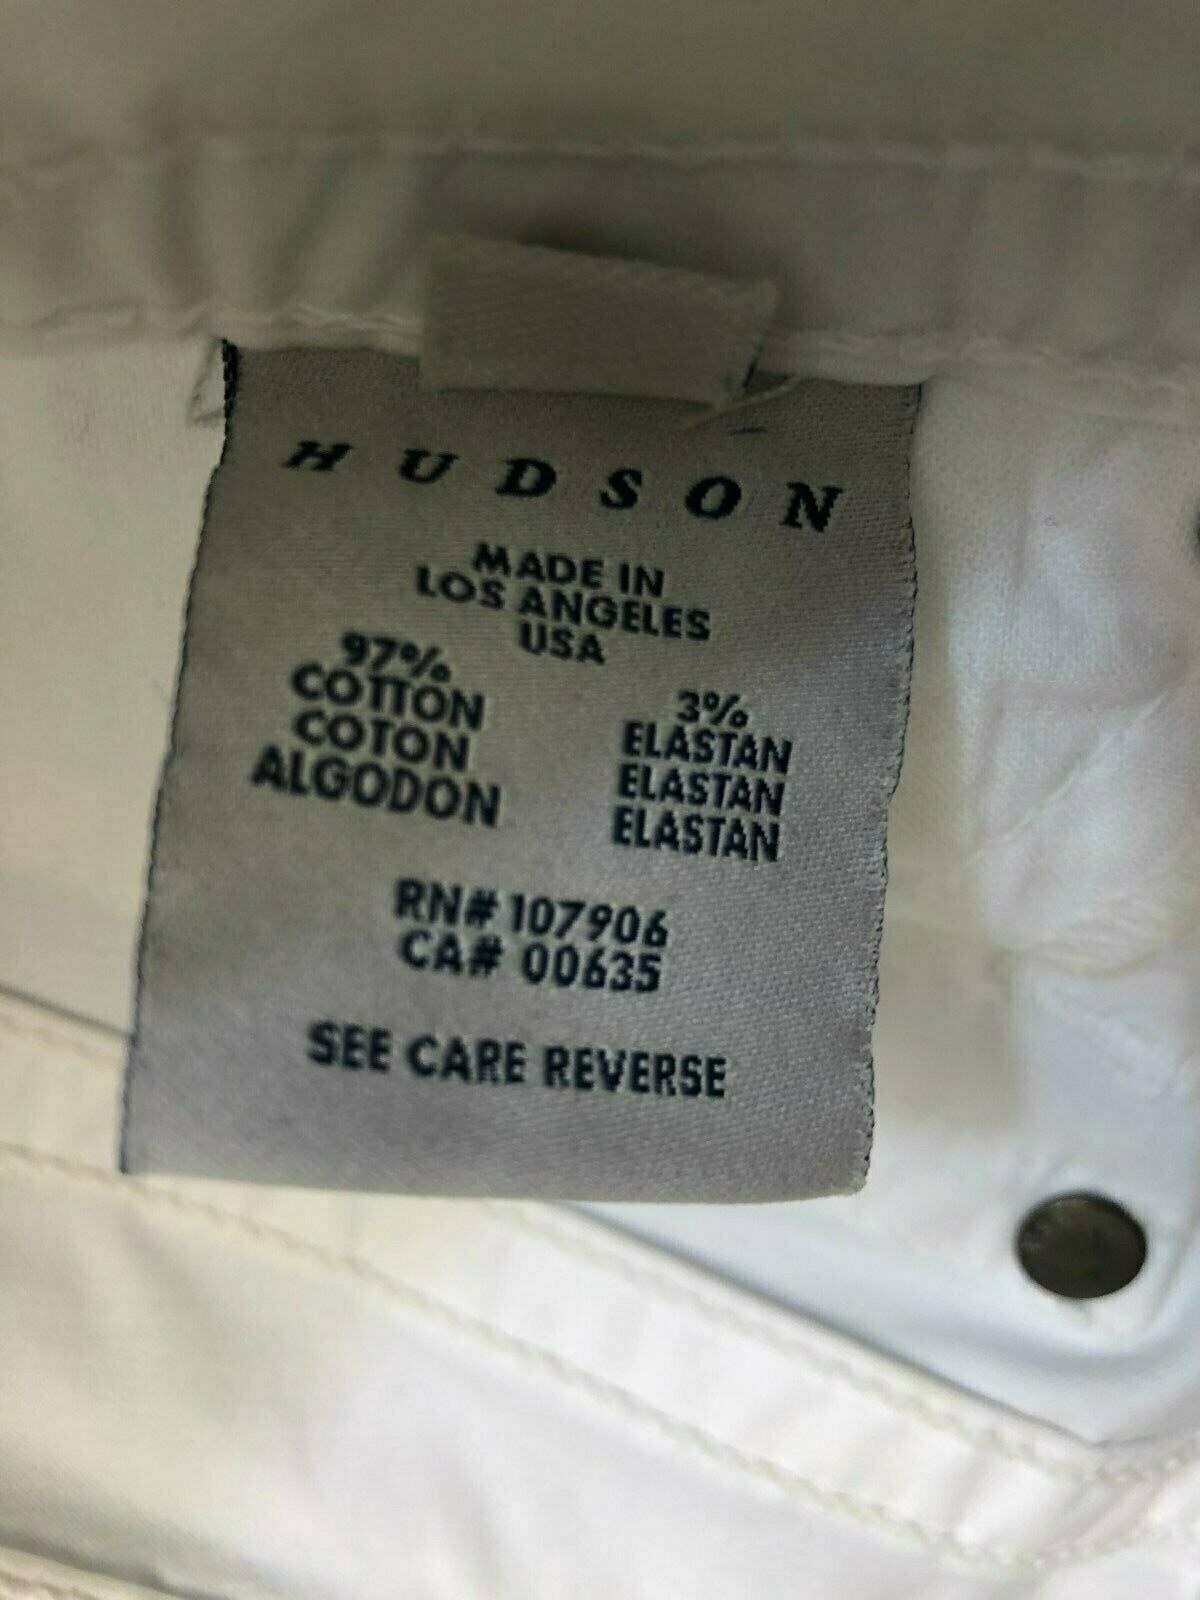 HUDSON
MADE IN
LOS ANGELES
USA
97%
COTTON
COTON
ALGODON
3%
ELASTAN
ELASTAN
ELASTAN
RN# 107906
CA# 00635
SEE CARE REVERSE